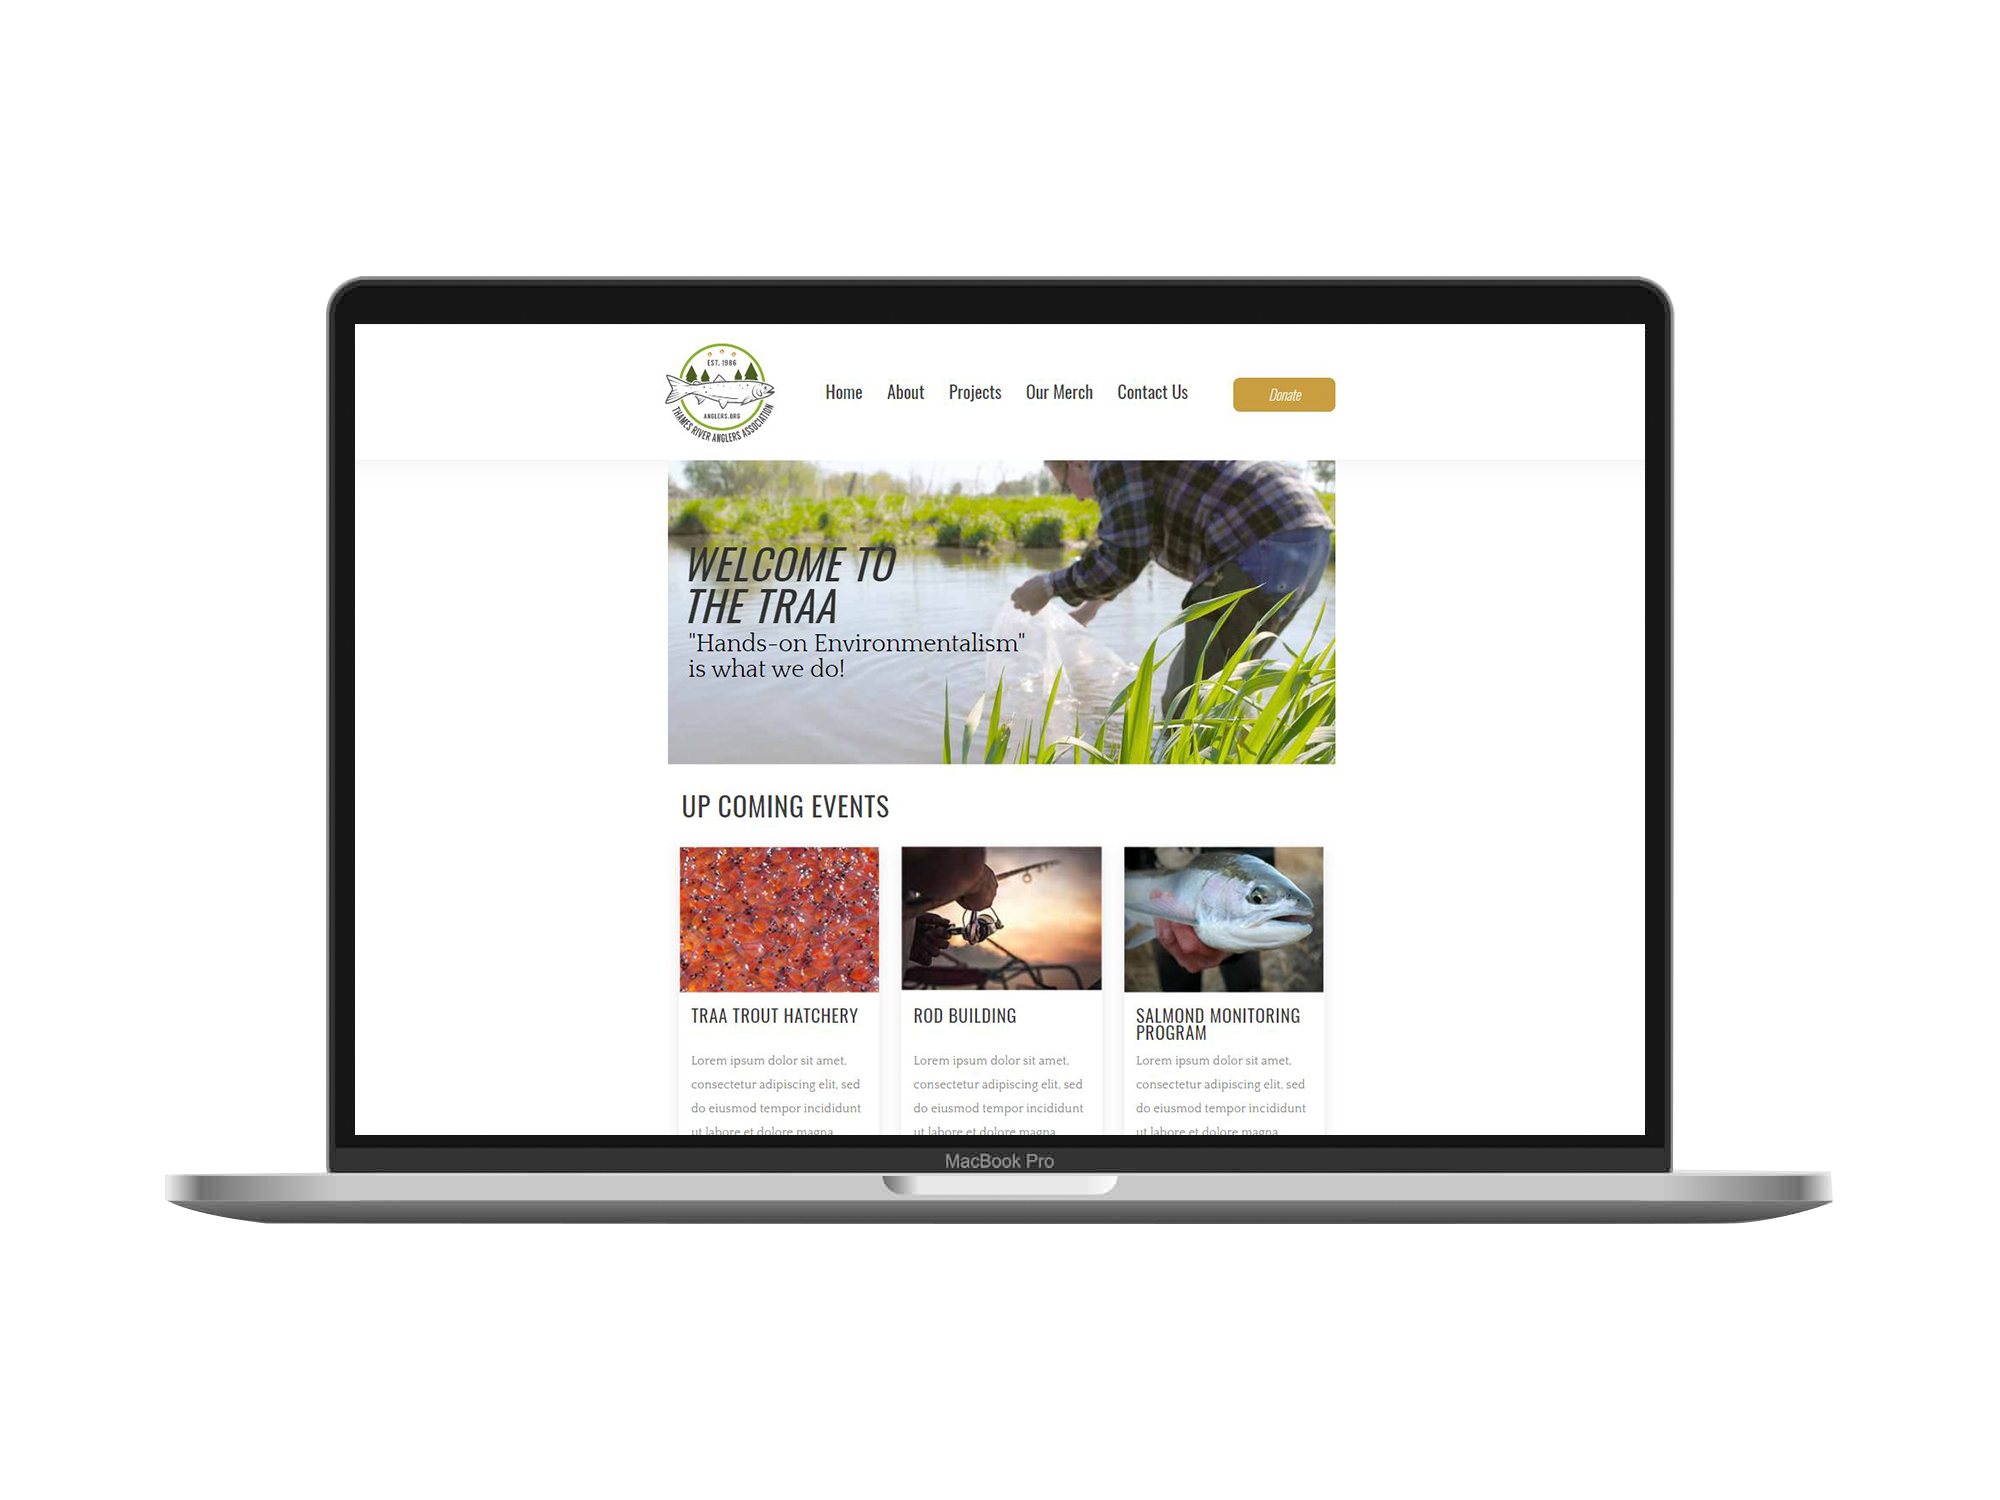 EST. 1986
ANGLERS.ORG
THAMES RIVER ANGLERS ASSOCIATION
Home About Projects Our Merch Contact Us Donate
WELCOME TO
THE TRAA
"Hands-on Environmentalism"
is what we do!
UP COMING EVENTS
TRAA TROUT HATCHERY
Lorem ipsum dolor sit amet,
consectetur adipiscing elit, sed
do eiusmod tempor incididunt
ut labore et dolore magna
ROD BUILDING
Lorem ipsum dolor sit amet,
consectetur adipiscing elit, sed
do eiusmod tempor incididunt
ut labore et dolore magna
SALMOND MONITORING
PROGRAM
Lorem ipsum dolor sit amet,
consectetur adipiscing elit, sed
do eiusmod tempor incididunt
ut labore et dolore magna
MacBook Pro